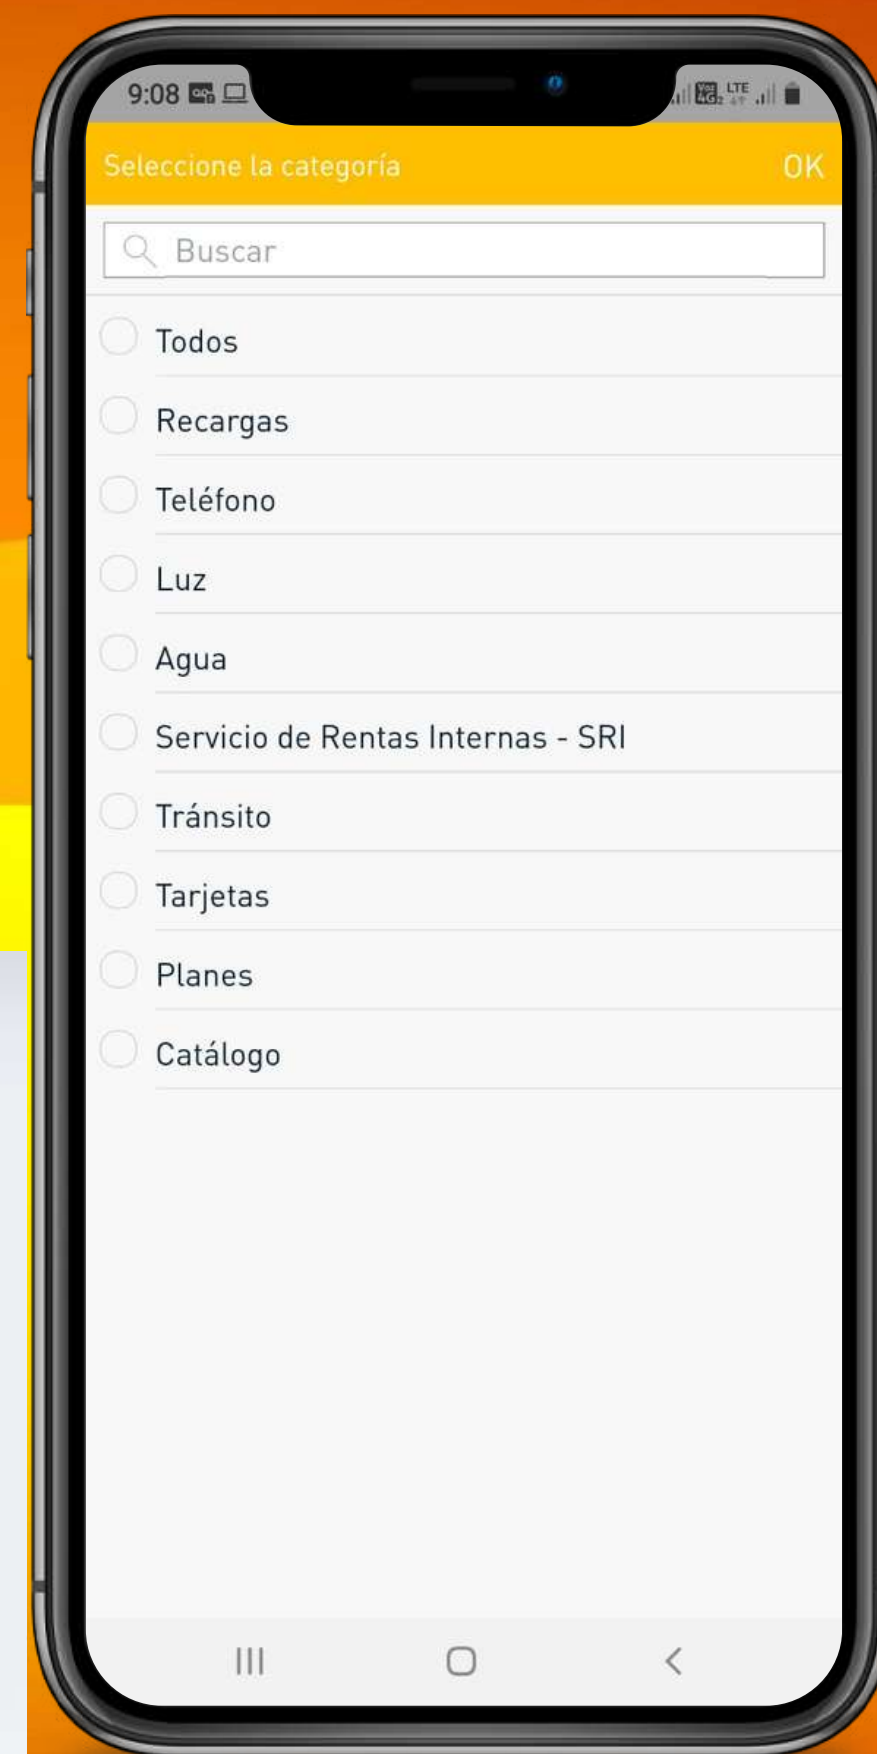 9:08
Seleccione la categoría
OK
Buscar
Todos
Recargas
Teléfono
Luz
Agua
Servicio de Rentas Internas - SRI
Tránsito
Tarjetas
Planes
Catálogo